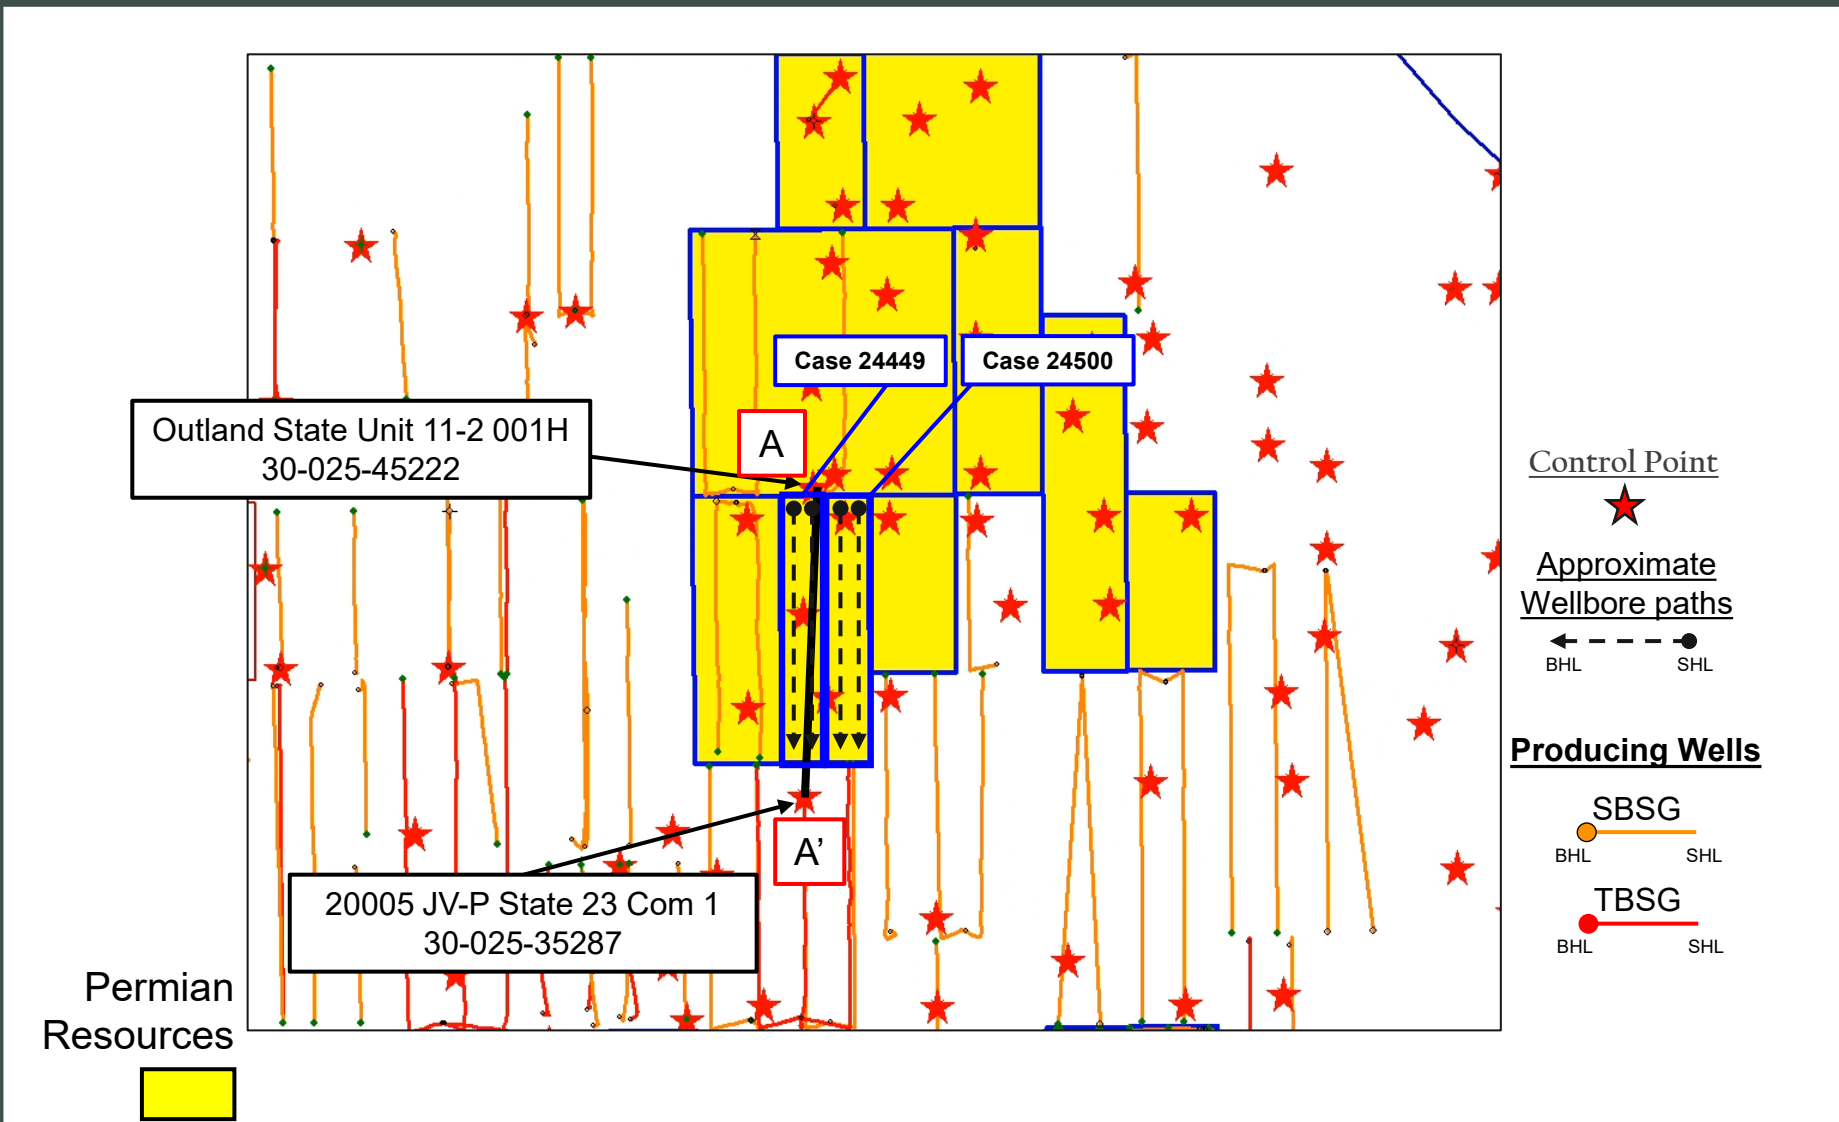 Case 24449
Case 24500
Outland State Unit 11-2 001H
30-025-45222
A
A’
20005 JV-P State 23 Com 1
30-025-35287
Permian
Resources
Control Point
Approximate
Wellbore paths
BHL
SHL
Producing Wells
SBSG
BHL
SHL
TBSG
BHL
SHL